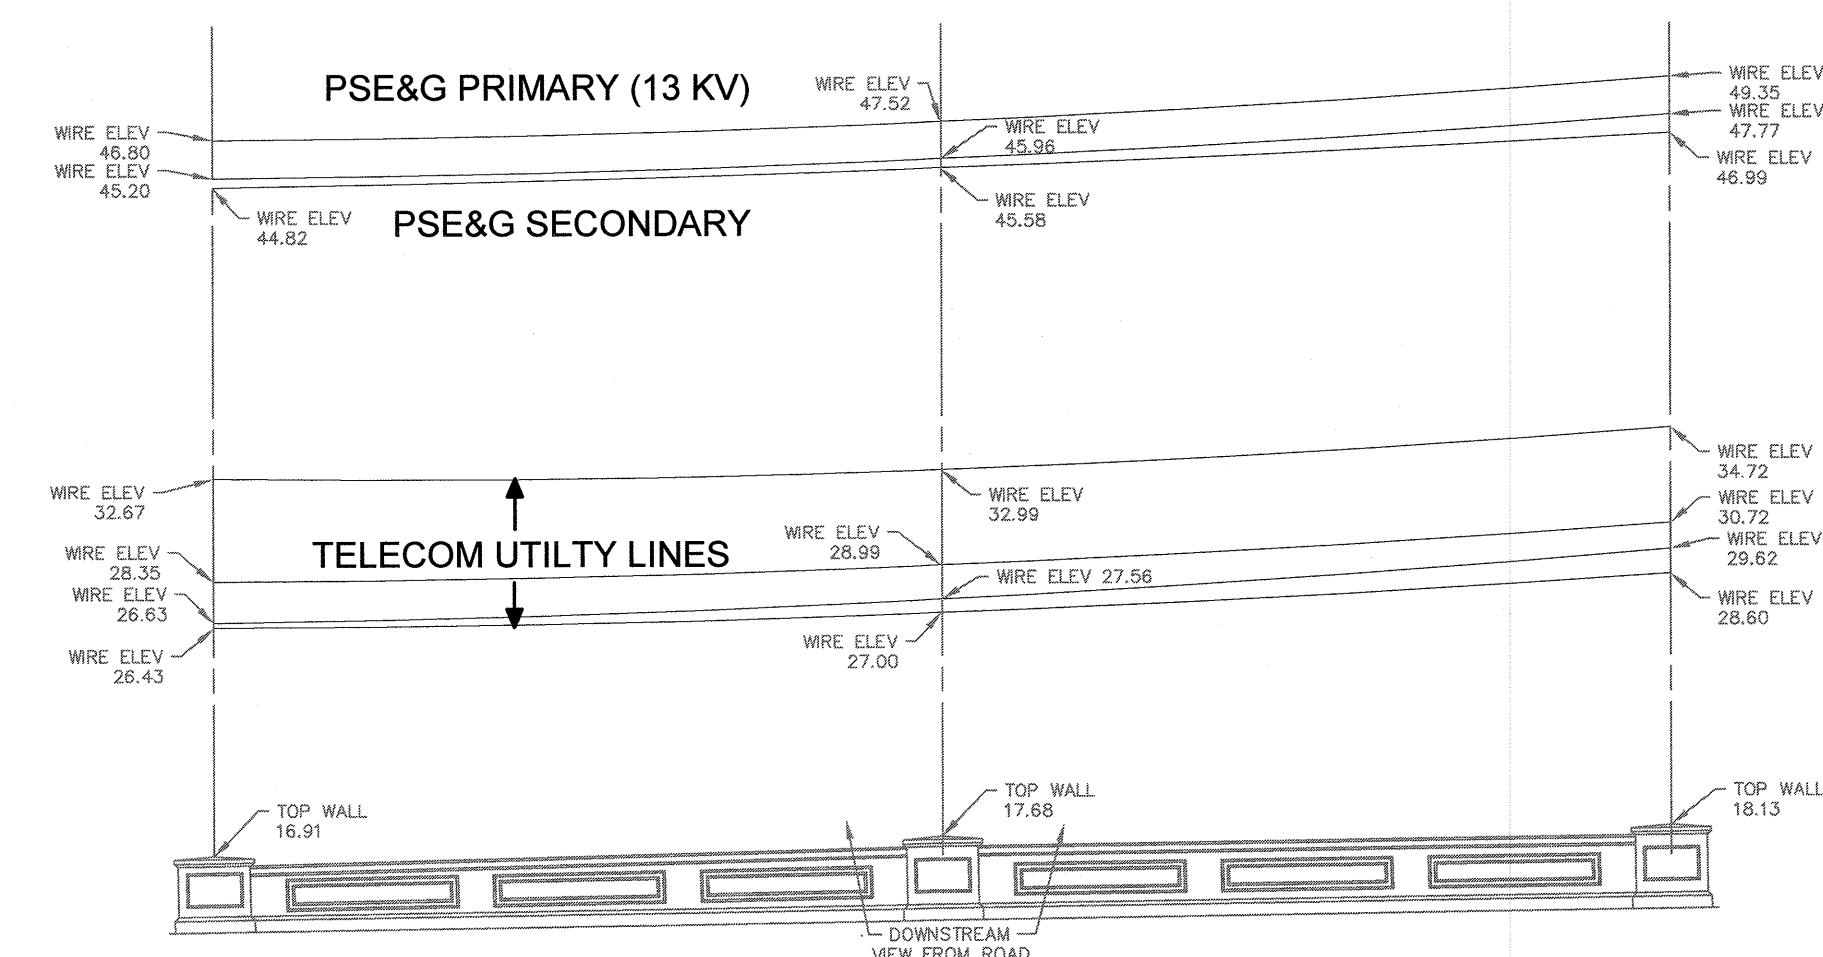 PSE&G PRIMARY (13 KV)
WIRE ELEV
47.52
WIRE ELEV
49.35
WIRE ELEV
47.77
WIRE ELEV
46.80
WIRE ELEV
45.96
WIRE ELEV
45.20
WIRE ELEV
46.99
WIRE ELEV
44.82
PSE&G SECONDARY
WIRE ELEV
45.58
WIRE ELEV
32.67
WIRE ELEV
32.99
WIRE ELEV
34.72
WIRE ELEV
30.72
WIRE ELEV
28.35
TELECOM UTILTY LINES
WIRE ELEV
28.99
WIRE ELEV
29.62
WIRE ELEV
26.63
WIRE ELEV 27.56
WIRE ELEV
28.60
WIRE ELEV
26.43
WIRE ELEV
27.00
TOP WALL
16.91
TOP WALL
17.68
TOP WALL
18.13
DOWNSTREAM
VIEW FROM ROAD